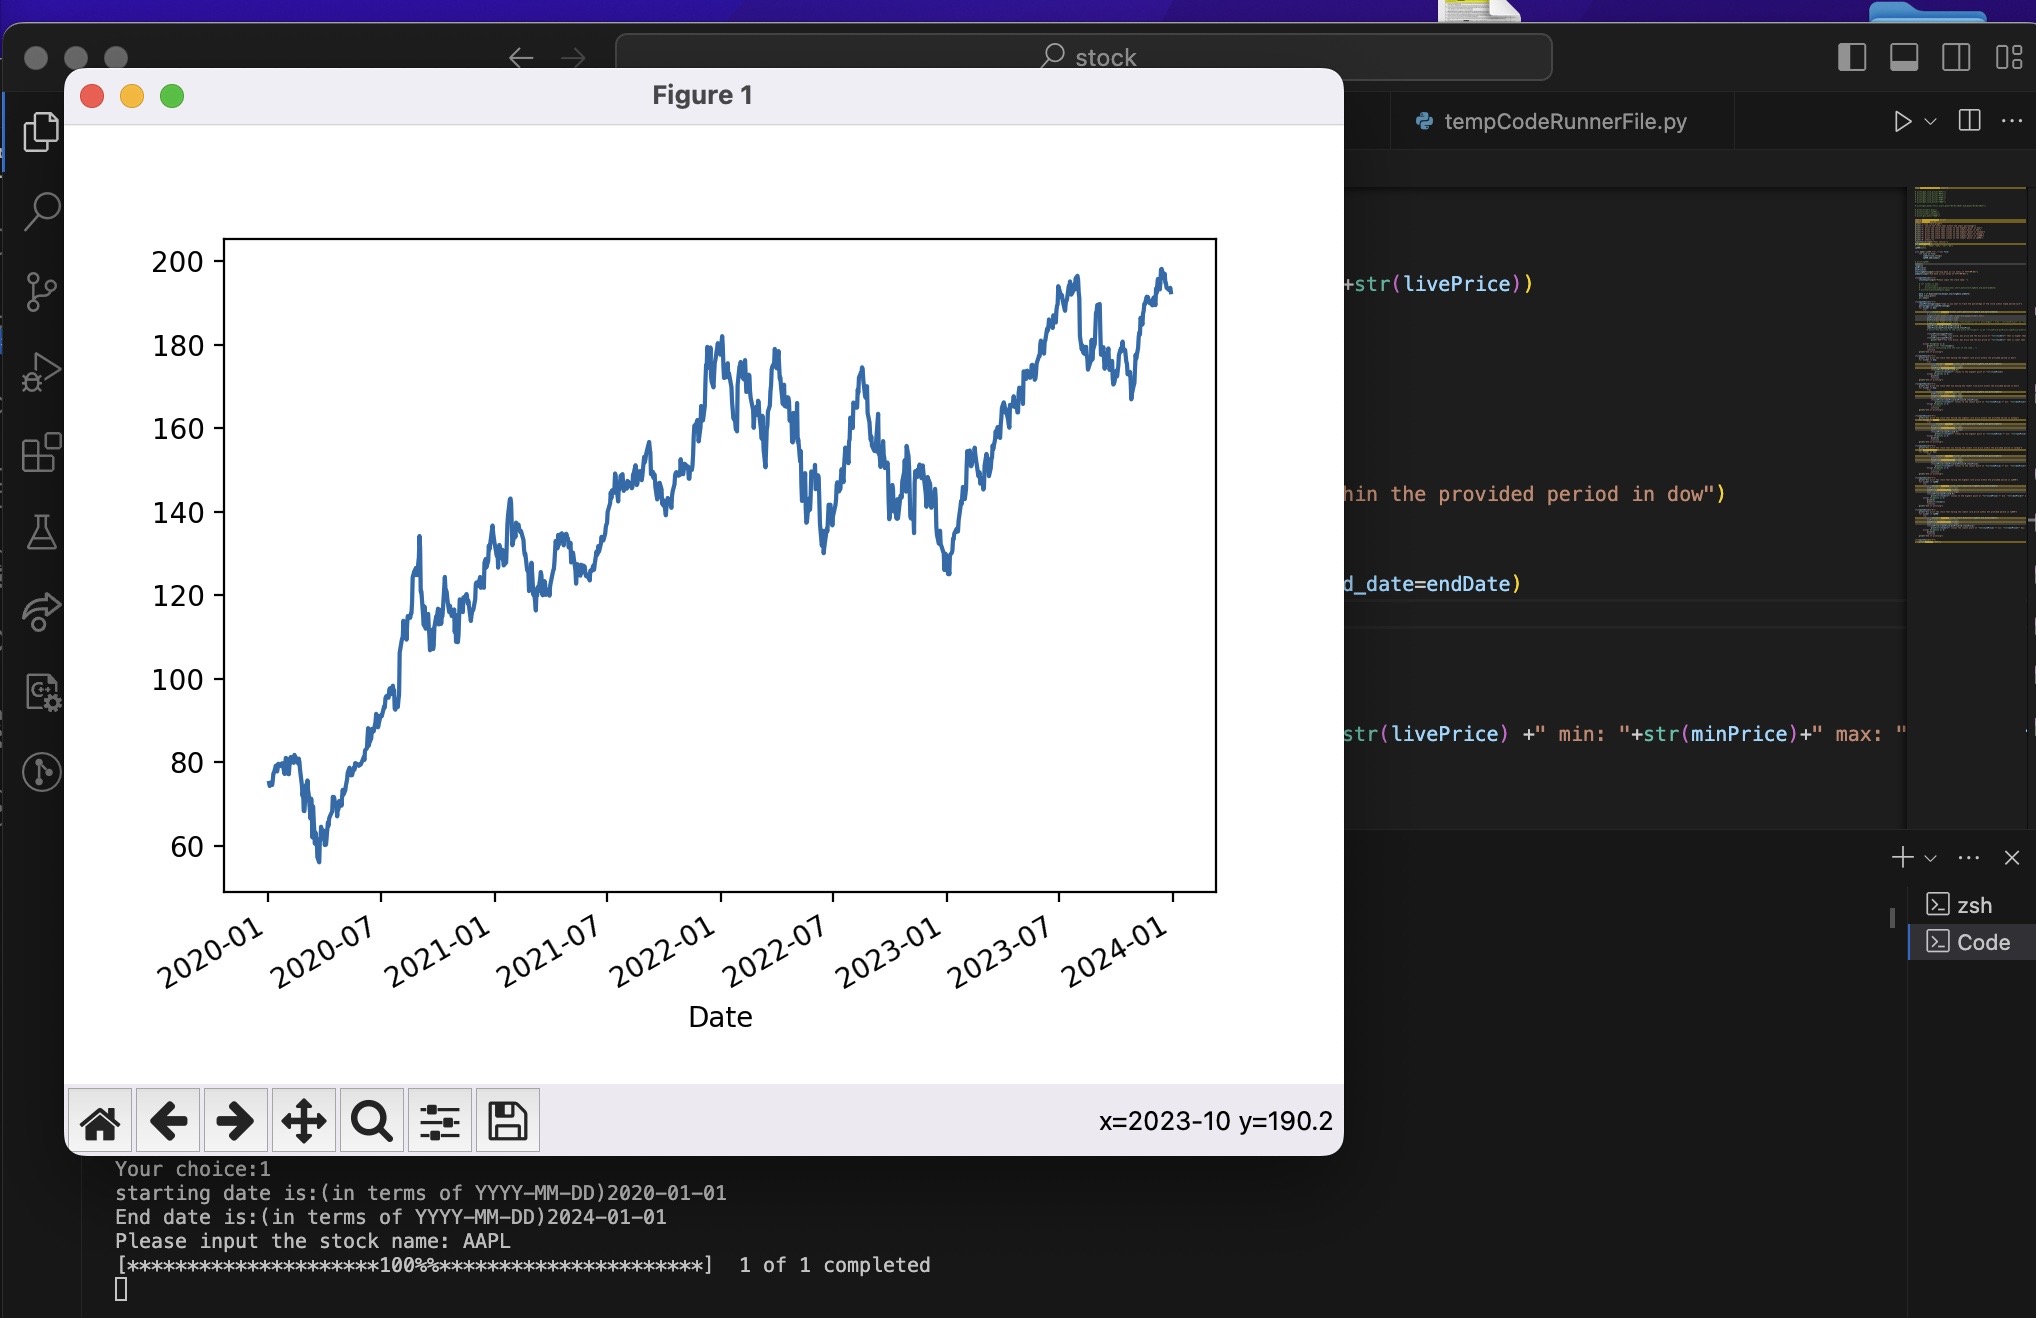 stock
Figure 1
tempCodeRunnerFile.py
+str(livePrice))
hin the provided period in dow")
d_date=endDate)
str(livePrice) +" min: "+str(minPrice)+" max: "
200
180
160
140
120
100
80
60
2020-01
2020-07
2021-01
2021-07
2022-01
2022-07
2023-01
2023-07
2024-01
Date
x=2023-10 y=190.2
zsh
Code
Your choice:1
starting date is:(in terms of YYYY-MM-DD)2020-01-01
End date is:(in terms of YYYY-MM-DD)2024-01-01
Please input the stock name: AAPL
[*********************100%%**********************]  1 of 1 completed